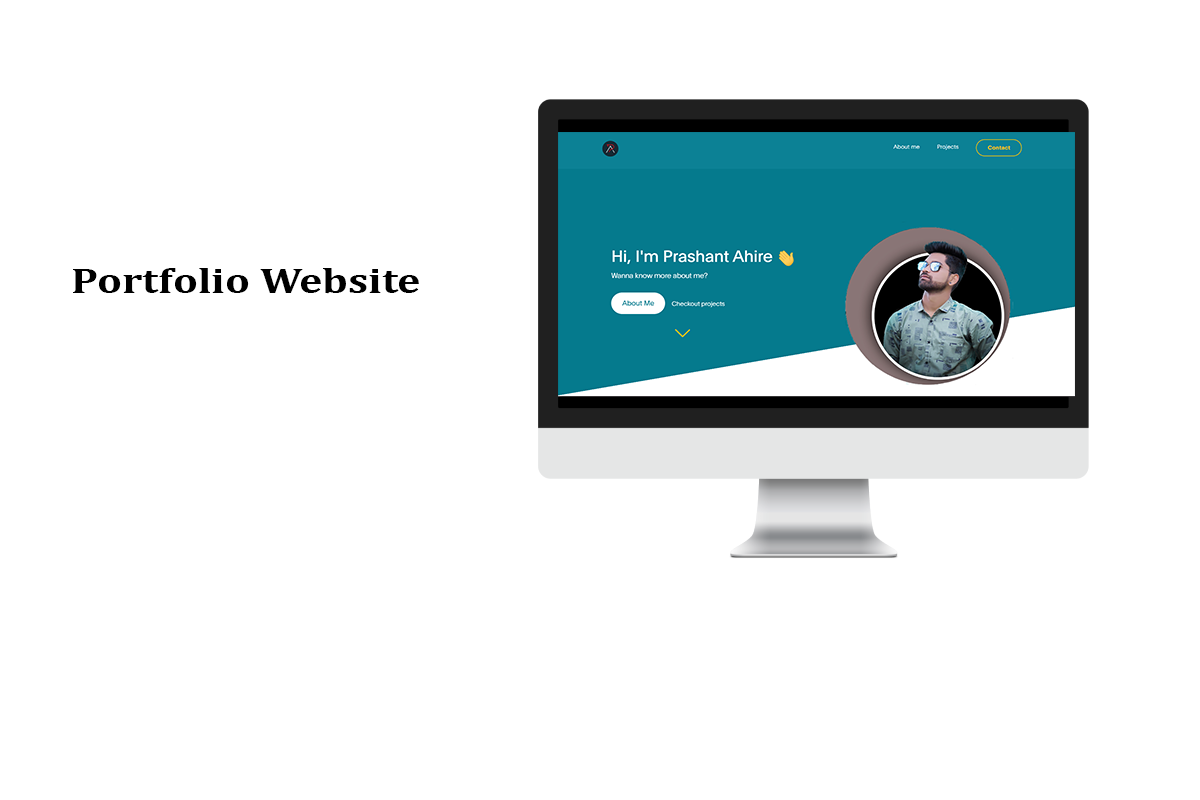 Portfolio Website
About me Projects Contact
Hi, I'm Prashant Ahire 👋
Wanna know more about me?
About Me Checkout projects